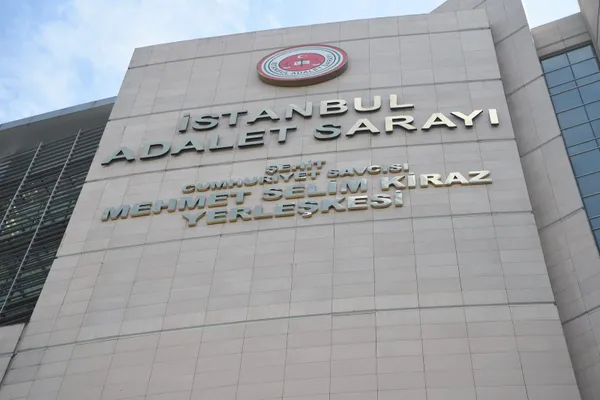 İSTANBUL
ADALET SARAYI
ŞEHİT
CUMHURİYET SAVCISI
MEHMET SELİM KİRAZ
YERLEŞKESİ